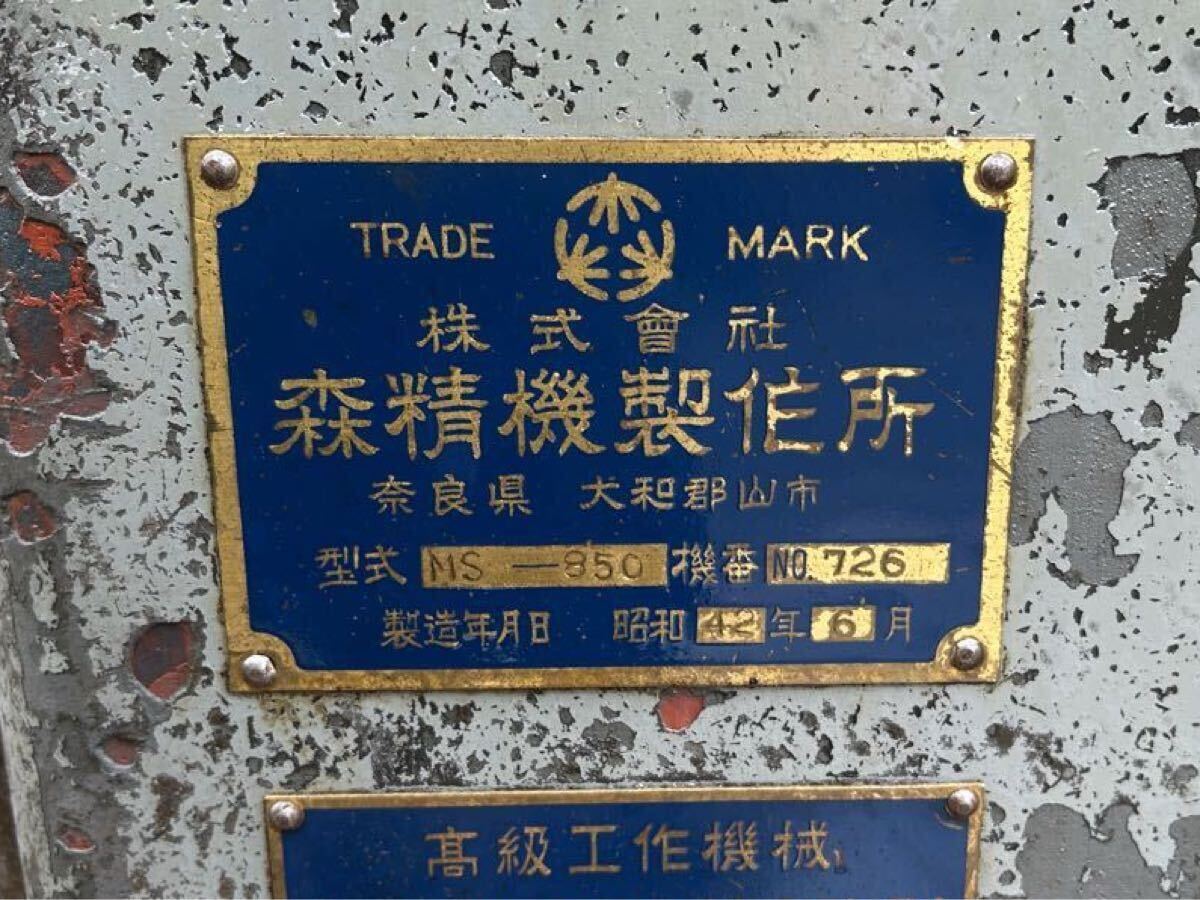 TRADE MARK
株式會社
森精機製作所
奈良県 大和郡山市
型式 MS-850 機番 NO.726
製造年月日 昭和42年6月
高級工作機械